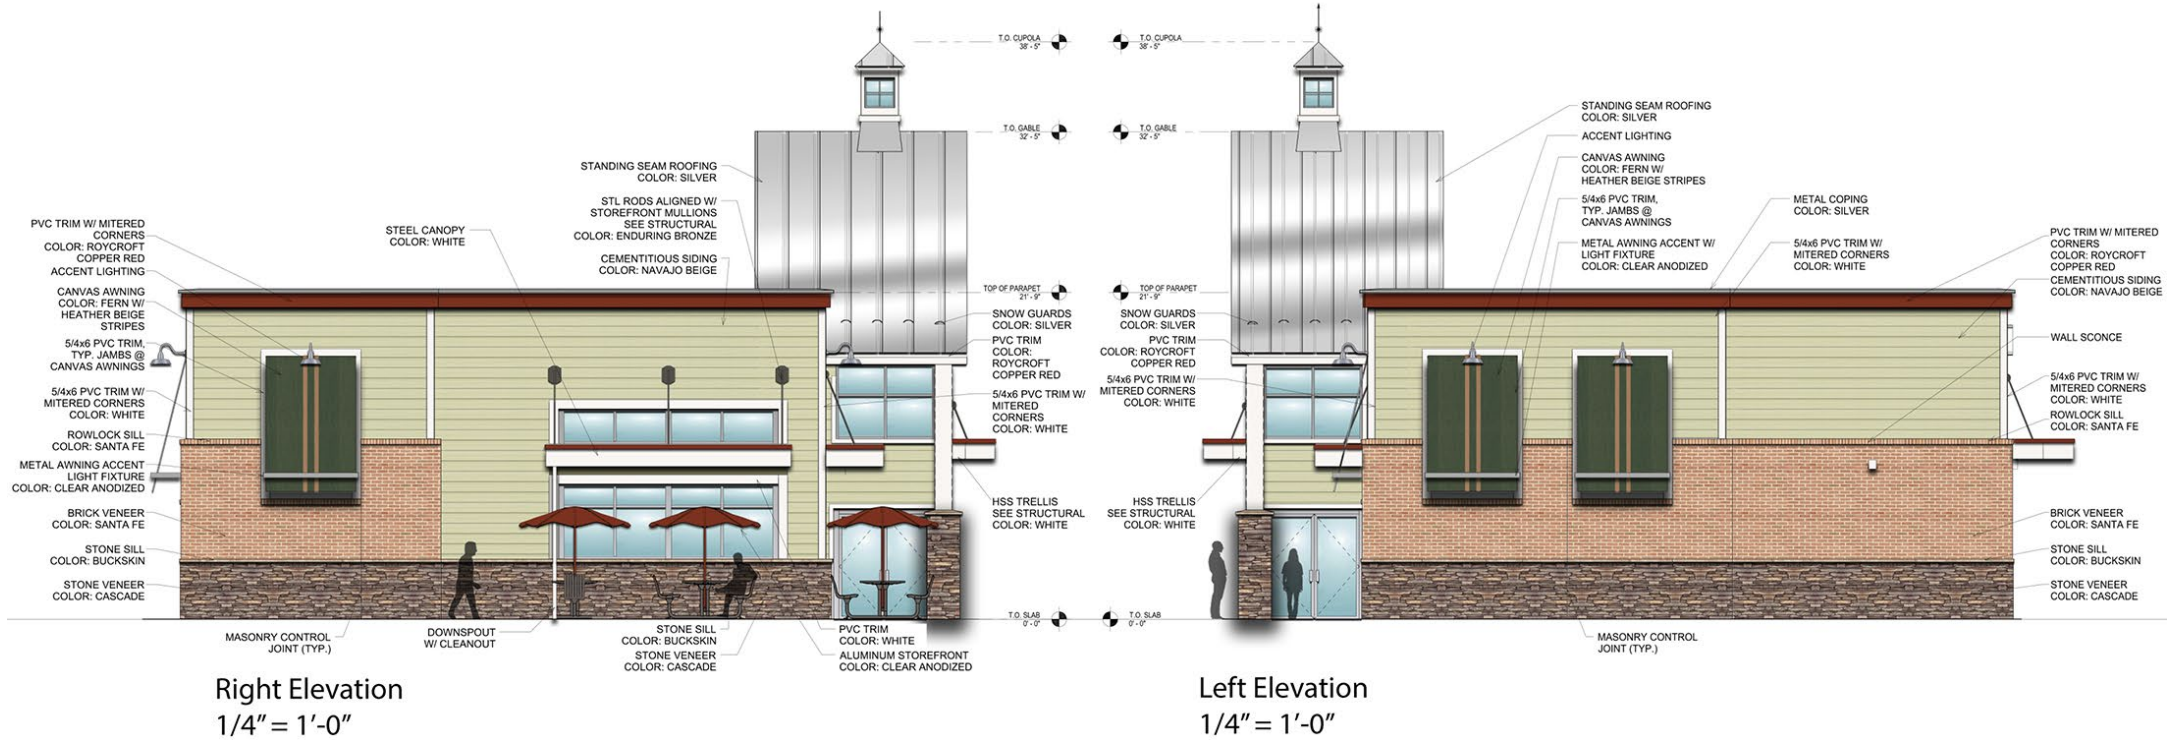 T.O. CUPOLA
38' - 5"
T.O. GABLE
32' - 5"
STANDING SEAM ROOFING
COLOR: SILVER
STL RODS ALIGNED W/
STOREFRONT MULLIONS
SEE STRUCTURAL
COLOR: ENDURING BRONZE
STEEL CANOPY
COLOR: WHITE
CEMENTITIOUS SIDING
COLOR: NAVAJO BEIGE
PVC TRIM W/ MITERED
CORNERS
COLOR: ROYCROFT
COPPER RED
ACCENT LIGHTING
CANVAS AWNING
COLOR: FERN W/
HEATHER BEIGE
STRIPES
5/4x6 PVC TRIM,
TYP. JAMBS @
CANVAS AWNINGS
5/4x6 PVC TRIM W/
MITERED CORNERS
COLOR: WHITE
ROWLOCK SILL
COLOR: SANTA FE
METAL AWNING ACCENT
LIGHT FIXTURE
COLOR: CLEAR ANODIZED
BRICK VENEER
COLOR: SANTA FE
STONE SILL
COLOR: BUCKSKIN
STONE VENEER
COLOR: CASCADE
TOP OF PARAPET
21' - 9"
SNOW GUARDS
COLOR: SILVER
PVC TRIM
COLOR:
ROYCROFT
COPPER RED
5/4x6 PVC TRIM W/
MITERED
CORNERS
COLOR: WHITE
HSS TRELLIS
SEE STRUCTURAL
COLOR: WHITE
T.O. SLAB
0' - 0"
MASONRY CONTROL
JOINT (TYP.)
DOWNSPOUT
W/ CLEANOUT
STONE SILL
COLOR: BUCKSKIN
STONE VENEER
COLOR: CASCADE
PVC TRIM
COLOR: WHITE
ALUMINUM STOREFRONT
COLOR: CLEAR ANODIZED
Right Elevation
1/4" = 1'-0"
T.O. CUPOLA
38' - 5"
T.O. GABLE
32' - 5"
STANDING SEAM ROOFING
COLOR: SILVER
ACCENT LIGHTING
CANVAS AWNING
COLOR: FERN W/
HEATHER BEIGE STRIPES
5/4x6 PVC TRIM,
TYP. JAMBS @
CANVAS AWNINGS
METAL AWNING ACCENT W/
LIGHT FIXTURE
COLOR: CLEAR ANODIZED
METAL COPING
COLOR: SILVER
5/4x6 PVC TRIM W/
MITERED CORNERS
COLOR: WHITE
PVC TRIM W/ MITERED
CORNERS
COLOR: ROYCROFT
COPPER RED
CEMENTITIOUS SIDING
COLOR: NAVAJO BEIGE
WALL SCONCE
5/4x6 PVC TRIM W/
MITERED CORNERS
COLOR: WHITE
ROWLOCK SILL
COLOR: SANTA FE
BRICK VENEER
COLOR: SANTA FE
STONE SILL
COLOR: BUCKSKIN
STONE VENEER
COLOR: CASCADE
TOP OF PARAPET
21' - 9"
SNOW GUARDS
COLOR: SILVER
PVC TRIM
COLOR: ROYCROFT
COPPER RED
5/4x6 PVC TRIM W/
MITERED CORNERS
COLOR: WHITE
HSS TRELLIS
SEE STRUCTURAL
COLOR: WHITE
T.O. SLAB
0' - 0"
MASONRY CONTROL
JOINT (TYP.)
Left Elevation
1/4" = 1'-0"